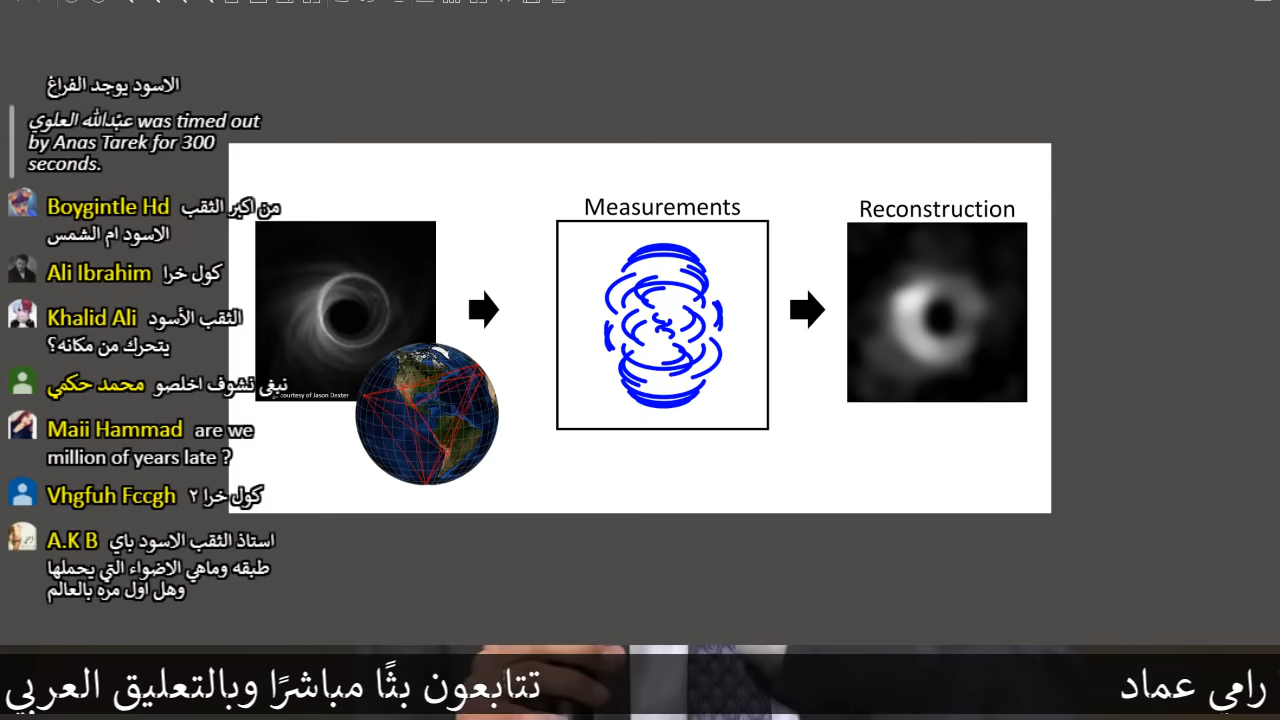 الاسود يوجد الفراغ
عبْدالله العلوي was timed out
by Anas Tarek for 300
seconds.
Boygintle Hd من اكبر الثقب
الاسود ام الشمس
Ali Ibrahim كول خرا
Khalid Ali الثقب الأسود
يتحرك من مكانه؟
محمد حكمي نبغى نشوف اخلصو
Maii Hammad are we
million of years late ?
Vhgfuh Fccgh كول خرا ٢
A.K B استاذ الثقب الاسود باي
طبقه وماهي الاضواء التي يحملها
وهل اول مره بالعالم
Measurements
Reconstruction
courtesy of Jason Dexter
رامي عماد
تتابعون بثًا مباشرًا وبالتعليق العربي